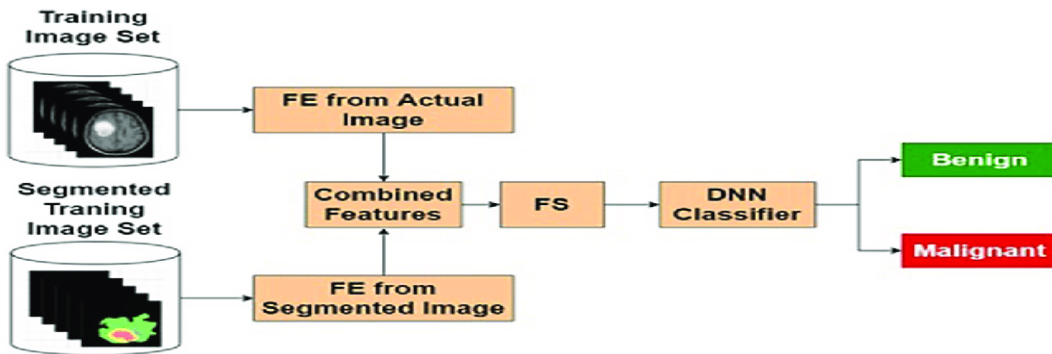 Training
Image Set
FE from Actual
Image
Segmented
Traning
Image Set
Combined
Features
FS
DNN
Classifier
Benign
Malignant
FE from
Segmented Image